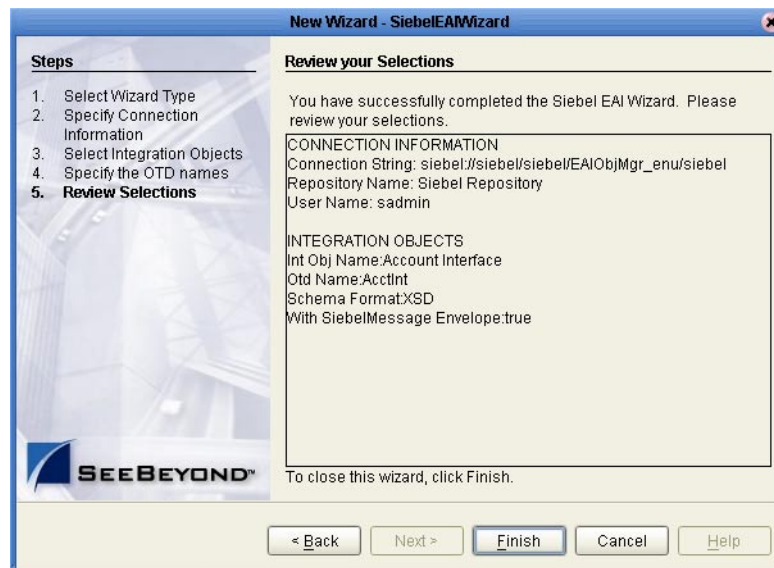 New Wizard - SiebelEAIWizard
Steps
1. Select Wizard Type
2. Specify Connection
Information
3. Select Integration Objects
4. Specify the OTD names
5. Review Selections
SEEBEYOND™
Review your Selections
You have successfully completed the Siebel EAI Wizard. Please
review your selections.
CONNECTION INFORMATION
Connection String: siebel://siebel/siebel/EAIObjMgr_enu/siebel
Repository Name: Siebel Repository
User Name: sadmin
INTEGRATION OBJECTS
Int Obj Name:Account Interface
Otd Name:AcctInt
Schema Format:XSD
With SiebelMessage Envelope:true
To close this wizard, click Finish.
< Back
Next >
Finish
Cancel
Help